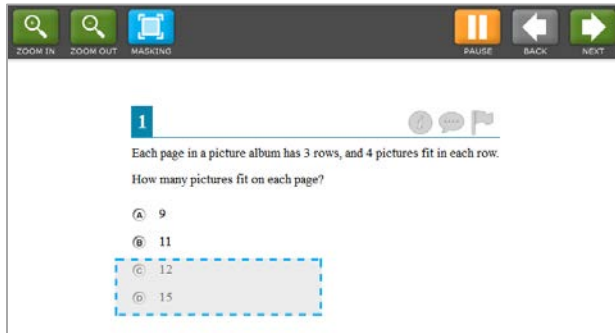 ZOOM IN ZOOM OUT MASKING PAUSE BACK NEXT
1
Each page in a picture album has 3 rows, and 4 pictures fit in each row.
How many pictures fit on each page?
A 9
B 11
C 12
D 15